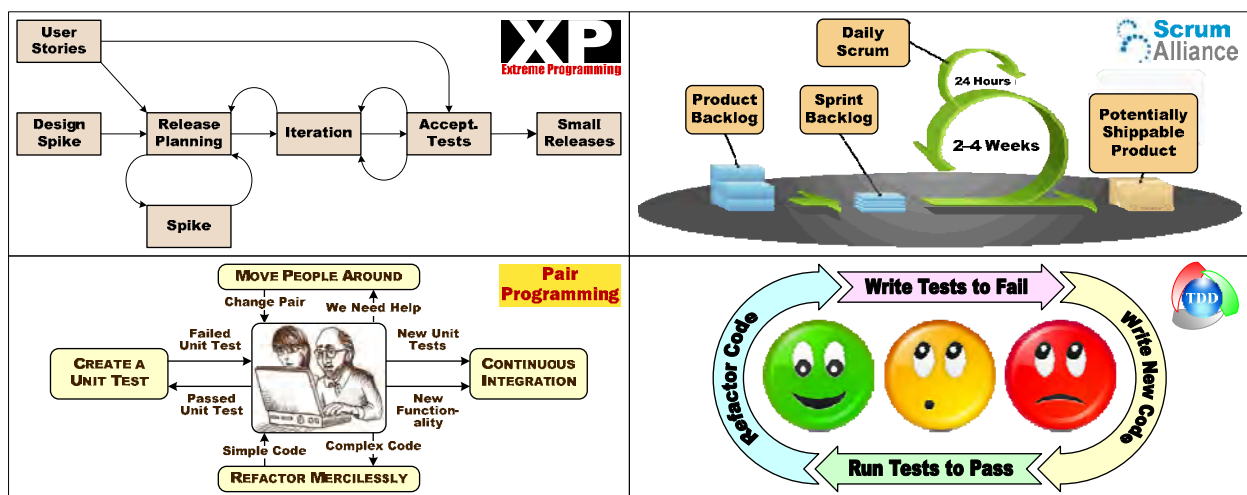 User
Stories
XP
Extreme Programming
Design
Spike
Release
Planning
Iteration
Accept.
Tests
Small
Releases
Spike
Daily
Scrum
Scrum
Alliance
24 Hours
Product
Backlog
Sprint
Backlog
2–4 Weeks
Potentially
Shippable
Product
MOVE PEOPLE AROUND
Pair
Programming
Change Pair
We Need Help
Failed
Unit Test
New Unit
Tests
CREATE A
UNIT TEST
CONTINUOUS
INTEGRATION
Passed
Unit Test
New Function-
ality
Simple Code
Complex Code
REFACTOR MERCILESSLY
Write Tests to Fail
TDD
Refactor Code
Write New Code
Run Tests to Pass